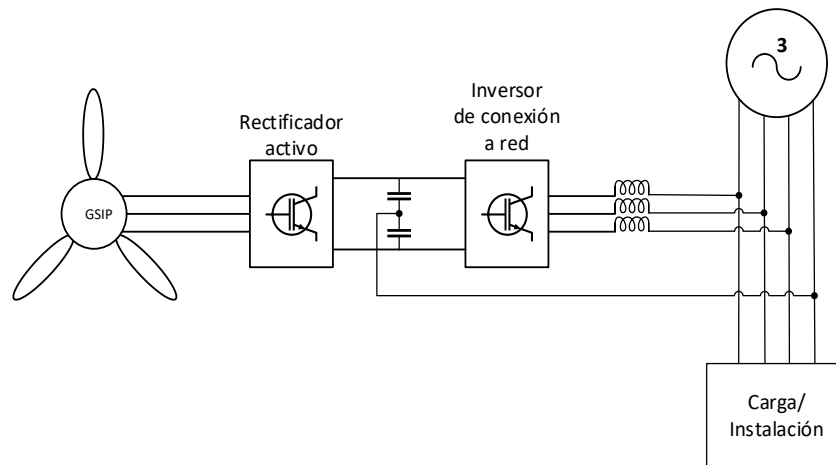 3
Inversor
de conexión
a red
Rectificador
activo
GSIP
Carga/
Instalación